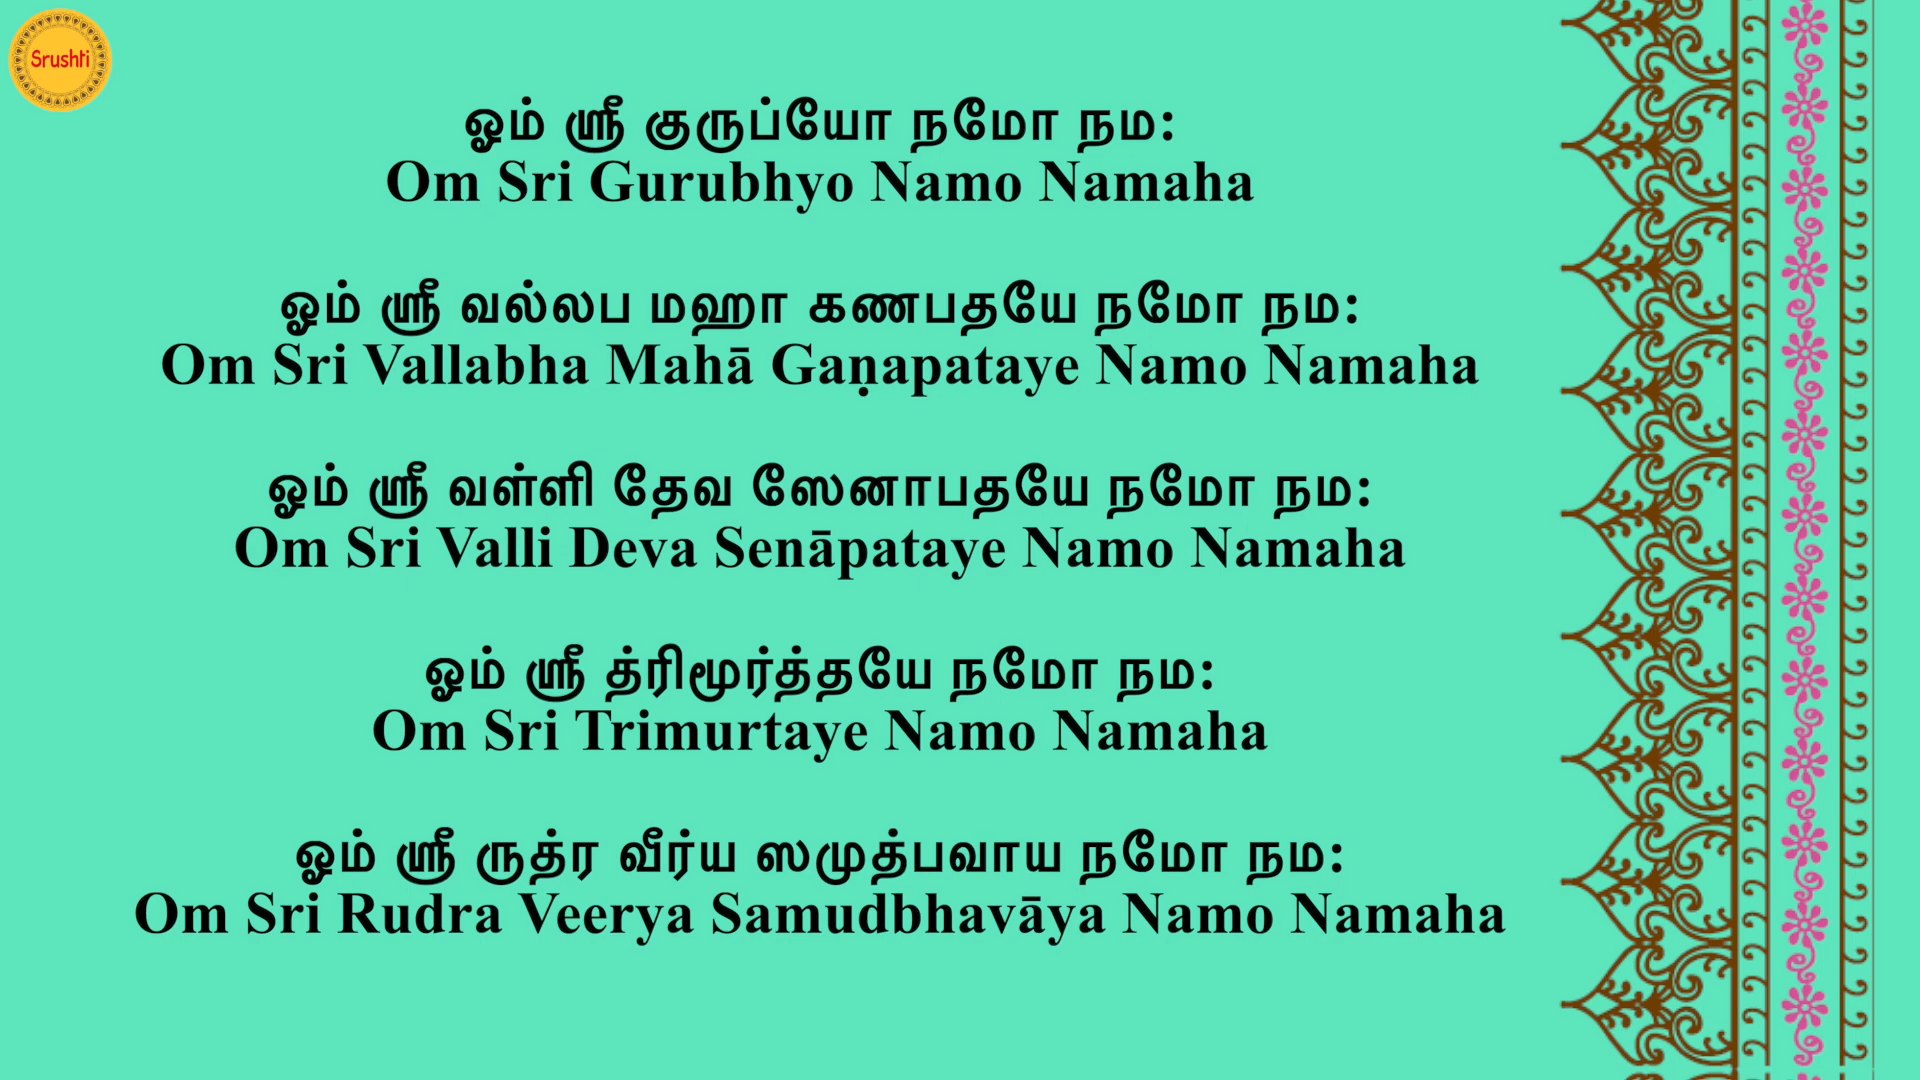 Srushti
ஓம் ஸ்ரீ குருப்யோ நமோ நம:
Om Sri Gurubhyo Namo Namaha
ஓம் ஸ்ரீ வல்லப மஹா கணபதயே நமோ நம:
Om Sri Vallabha Mahā Gaṇapataye Namo Namaha
ஓம் ஸ்ரீ வள்ளி தேவ ஸேனாபதயே நமோ நம:
Om Sri Valli Deva Senāpataye Namo Namaha
ஓம் ஸ்ரீ த்ரிமூர்த்தயே நமோ நம:
Om Sri Trimurtaye Namo Namaha
ஓம் ஸ்ரீ ருத்ர வீர்ய ஸமுத்பவாய நமோ நம:
Om Sri Rudra Veerya Samudbhavāya Namo Namaha